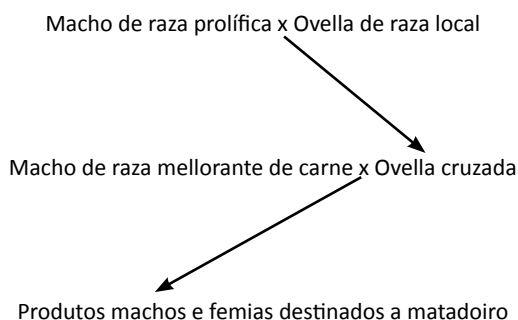 Macho de raza prolífica x Ovella de raza local
Macho de raza mellorante de carne x Ovella cruzada
Produtos machos e femias destinados a matadoiro